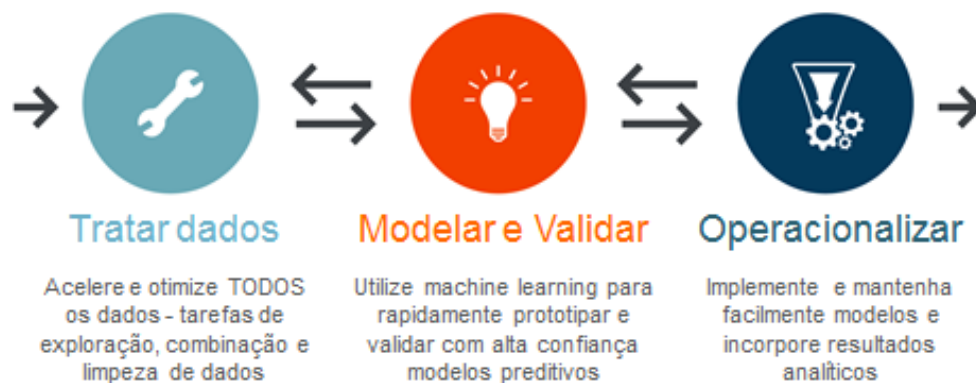 Tratar dados
Acelere e otimize TODOS
os dados - tarefas de
exploração, combinação e
limpeza de dados
Modelar e Validar
Utilize machine learning para
rapidamente prototipar e
validar com alta confiança
modelos preditivos
Operacionalizar
Implemente e mantenha
facilmente modelos e
incorpore resultados
analíticos